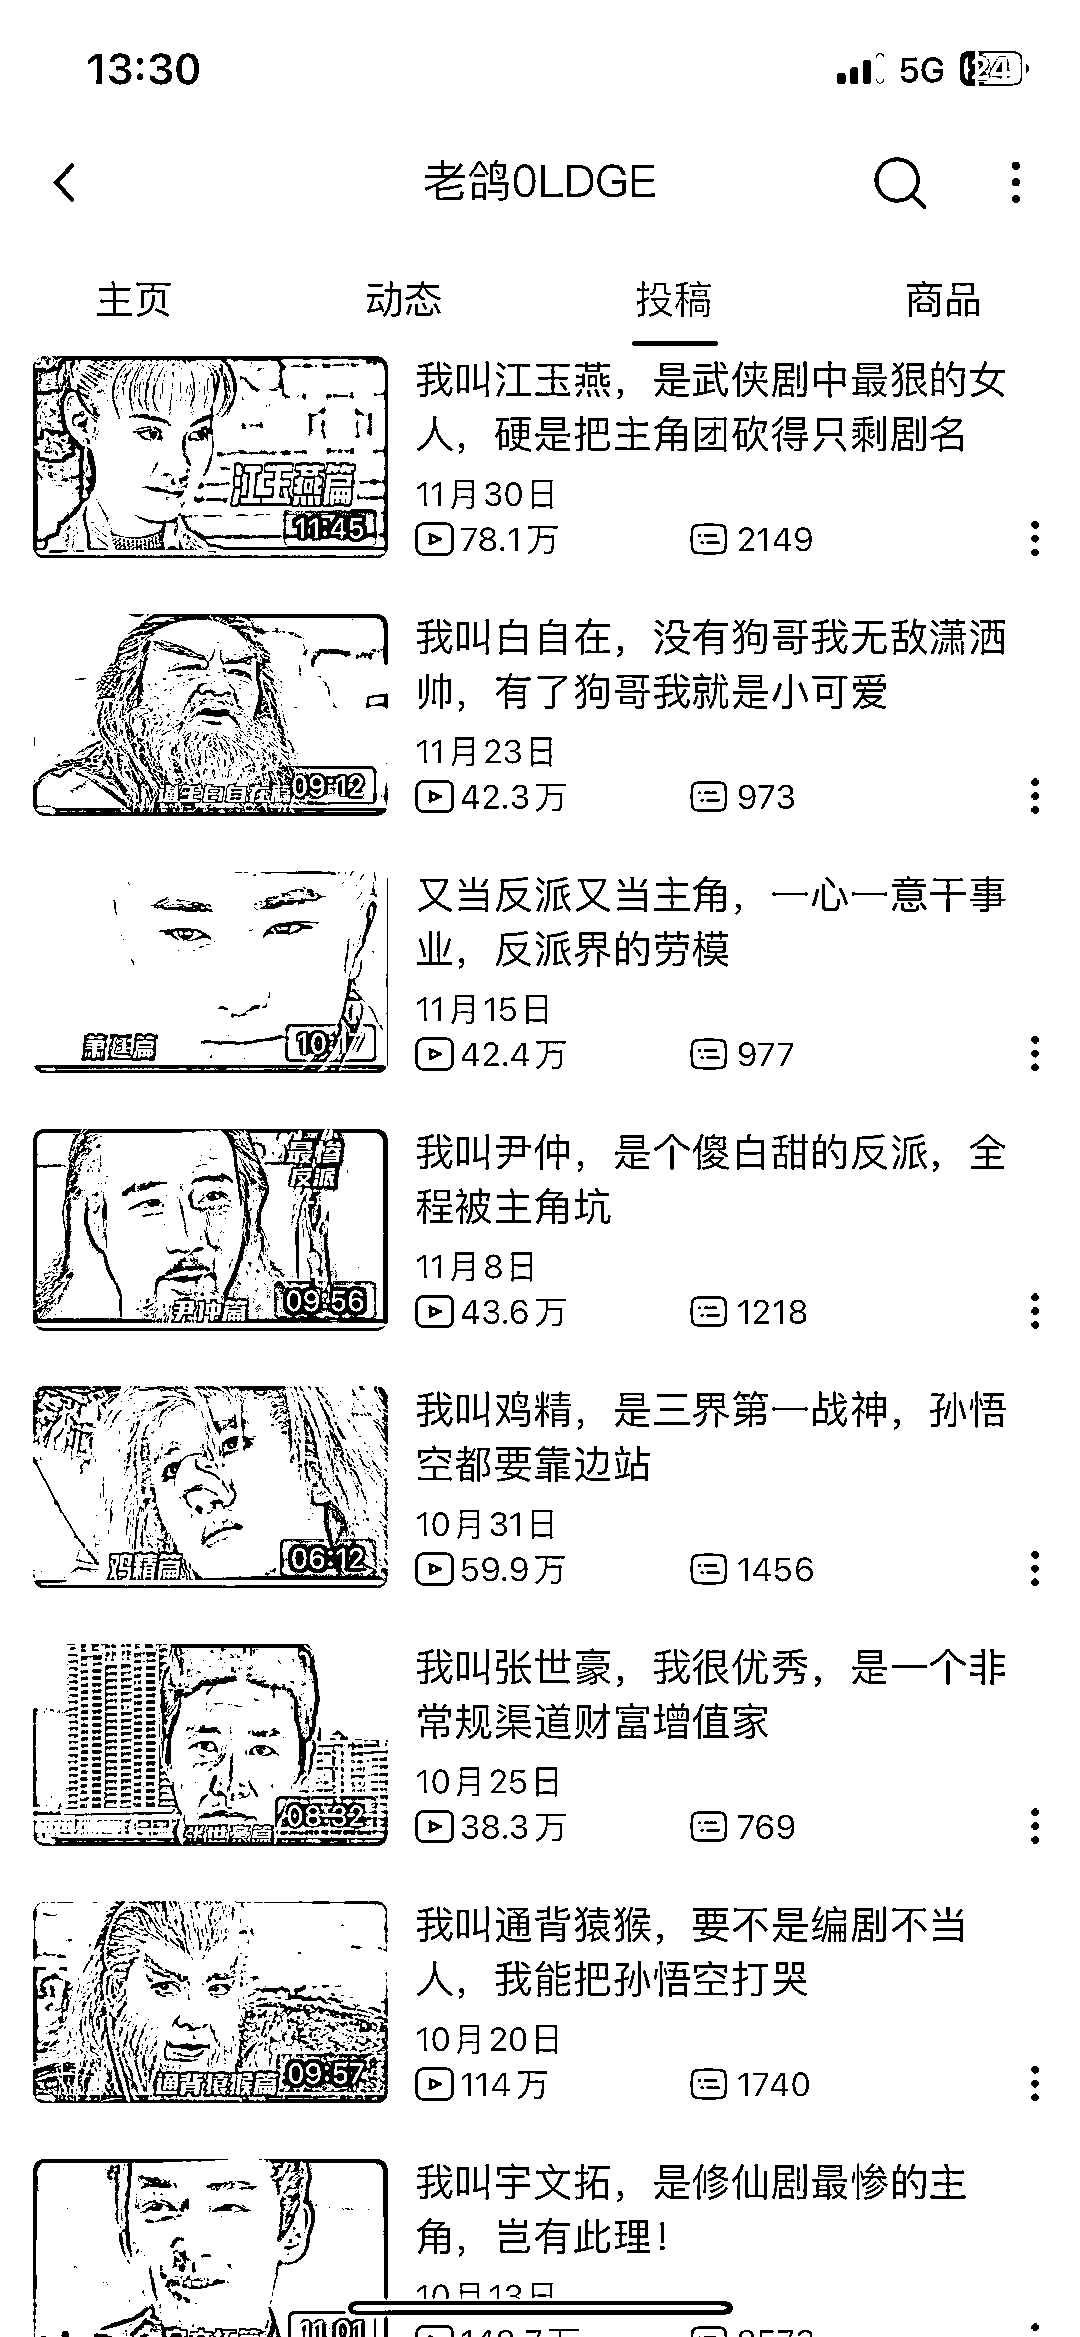 13:30
5G 24
老鸽0LDGE
主页 动态 投稿 商品
江玉燕篇
11:45
我叫江玉燕，是武侠剧中最狠的女
人，硬是把主角团砍得只剩剧名
11月30日
78.1万 2149
09:12
我叫白自在，没有狗哥我无敌潇洒
帅，有了狗哥我就是小可爱
11月23日
42.3万 973
萧廷篇
10:17
又当反派又当主角，一心一意干事
业，反派界的劳模
11月15日
42.4万 977
最惨
反派
尹仲篇
09:56
我叫尹仲，是个傻白甜的反派，全
程被主角坑
11月8日
43.6万 1218
鸡精篇
06:12
我叫鸡精，是三界第一战神，孙悟
空都要靠边站
10月31日
59.9万 1456
张世豪篇
08:32
我叫张世豪，我很优秀，是一个非
常规渠道财富增值家
10月25日
38.3万 769
通背猿猴篇
09:57
我叫通背猿猴，要不是编剧不当
人，我能把孙悟空打哭
10月20日
114万 1740
11:01
我叫宇文拓，是修仙剧最惨的主
角，岂有此理！
10月13日